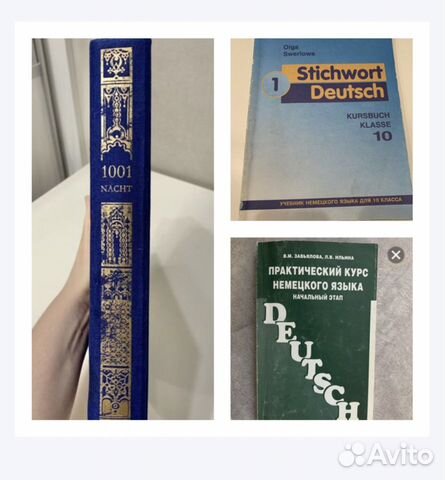 1001
NACHT
Olga
Swerlowa
1
Stichwort
Deutsch
KURSBUCH
KLASSE
10
УЧЕБНИК НЕМЕЦКОГО ЯЗЫКА ДЛЯ 10 КЛАССА
В.М. ЗАВЬЯЛОВА, Л.В. ИЛЬИНА
ПРАКТИЧЕСКИЙ КУРС
НЕМЕЦКОГО ЯЗЫКА
НАЧАЛЬНЫЙ ЭТАП
DEUTSCH
Avito